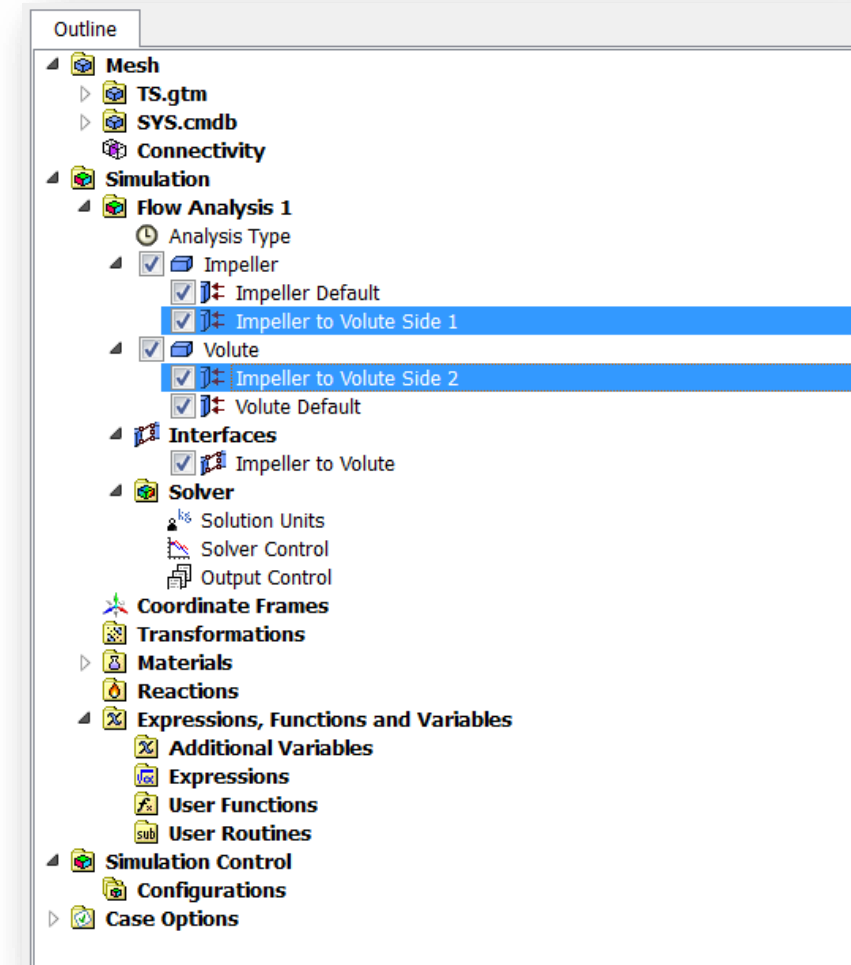 Outline
Mesh
TS.gtm
SYS.cmdb
Connectivity
Simulation
Flow Analysis 1
Analysis Type
Impeller
Impeller Default
Impeller to Volute Side 1
Volute
Impeller to Volute Side 2
Volute Default
Interfaces
Impeller to Volute
Solver
Solution Units
Solver Control
Output Control
Coordinate Frames
Transformations
Materials
Reactions
Expressions, Functions and Variables
Additional Variables
Expressions
User Functions
User Routines
Simulation Control
Configurations
Case Options